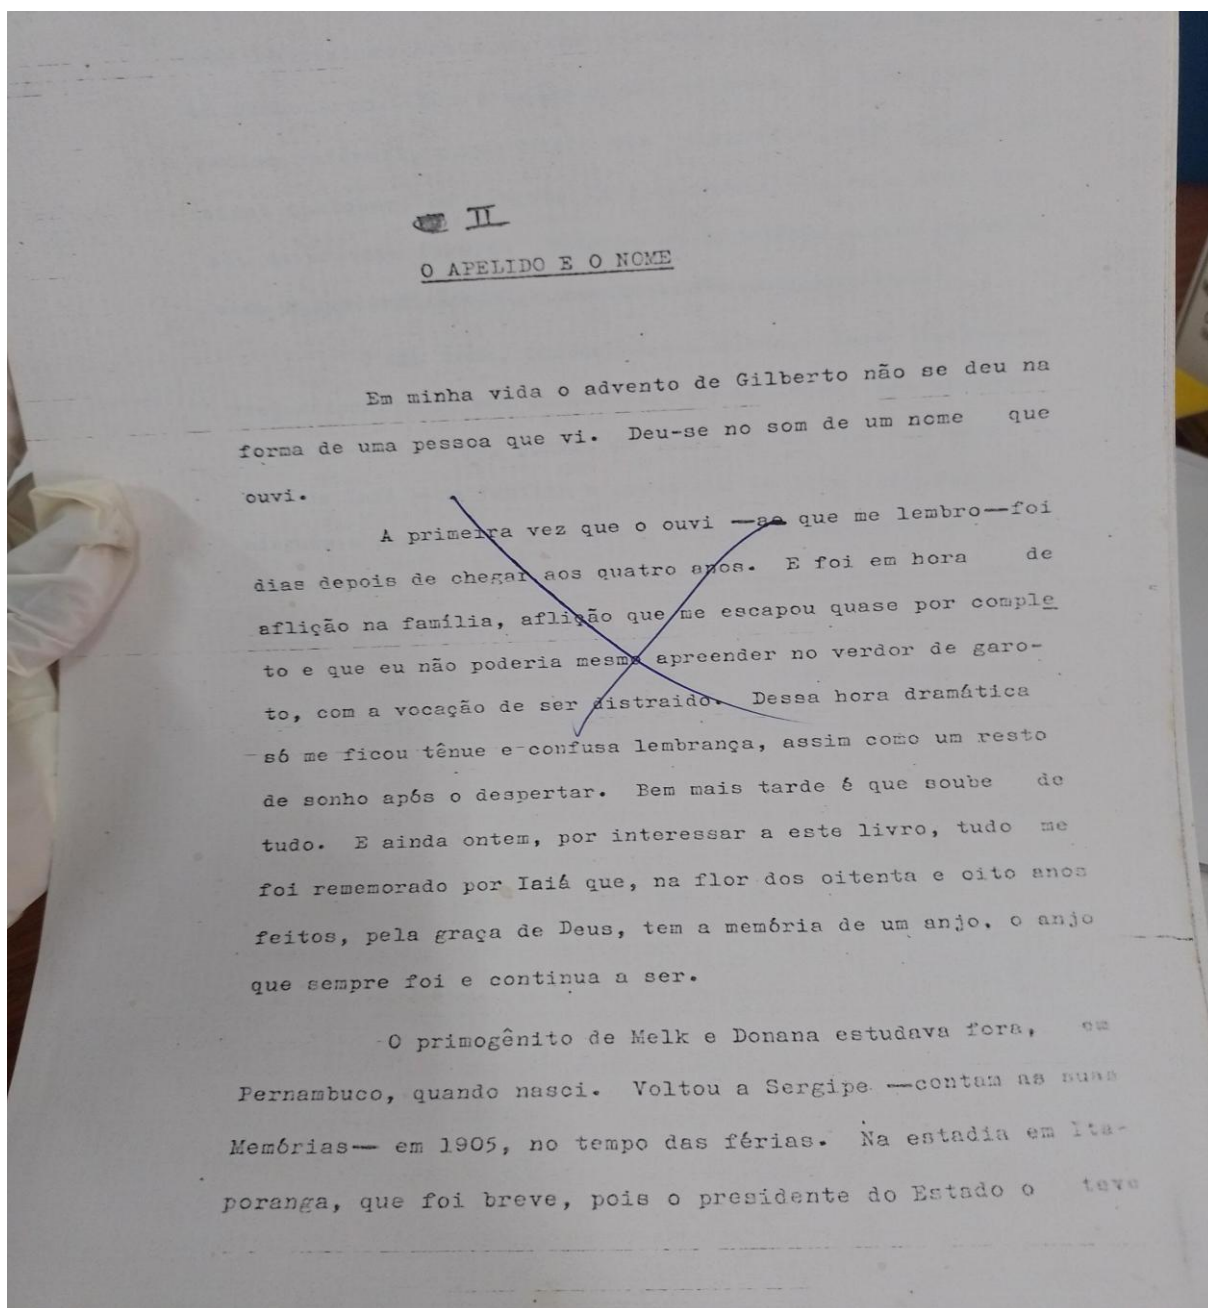 II
O APELIDO E O NOME
Em minha vida o advento de Gilberto não se deu na
forma de uma pessoa que vi. Deu-se no som de um nome que
ouvi.
A primeira vez que o ouvi — que me lembro—foi
dias depois de chegar aos quatro anos. E foi em hora de
aflição na família, aflição que me escapou quase por comple
to e que eu não poderia mesmo apreender no verdor de garo-
to, com a vocação de ser distraido. Dessa hora dramática
só me ficou tênue e confusa lembrança, assim como um resto
de sonho após o despertar. Bem mais tarde é que soube de
tudo. E ainda ontem, por interessar a este livro, tudo me
foi rememorado por Iaiá que, na flor dos oitenta e oito anos
feitos, pela graça de Deus, tem a memória de um anjo, o anjo
que sempre foi e continua a ser.
O primogênito de Melk e Donana estudava fora, em
Pernambuco, quando nasci. Voltou a Sergipe —contam as suas
Memórias— em 1905, no tempo das férias. Na estadia em Ita-
poranga, que foi breve, pois o presidente do Estado o teve